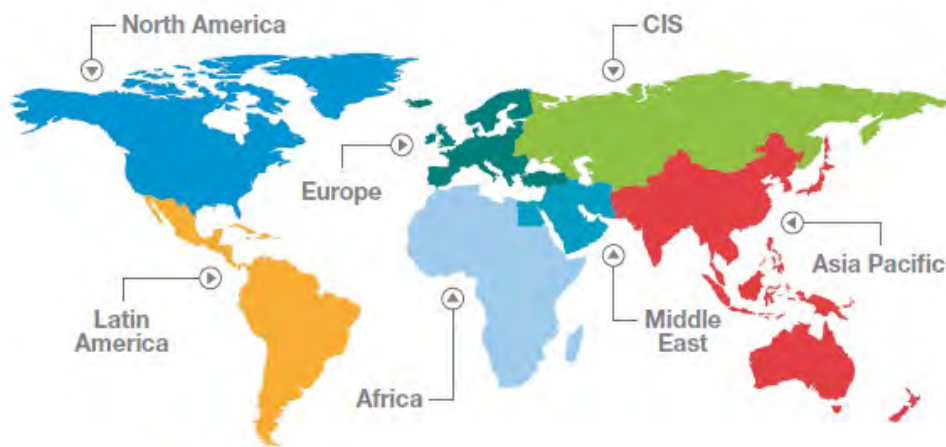 North America
CIS
Europe
Asia Pacific
Latin
America
Middle
East
Africa